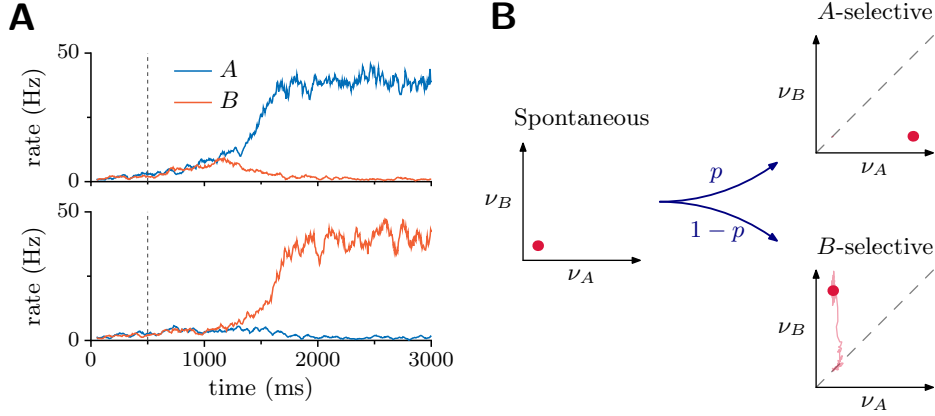 A
50
rate (Hz)
0
A
B
50
rate (Hz)
0
0
1000
2000
3000
time (ms)
B
Spontaneous
ν_B
ν_A
p
1 − p
A-selective
ν_B
ν_A
B-selective
ν_B
ν_A